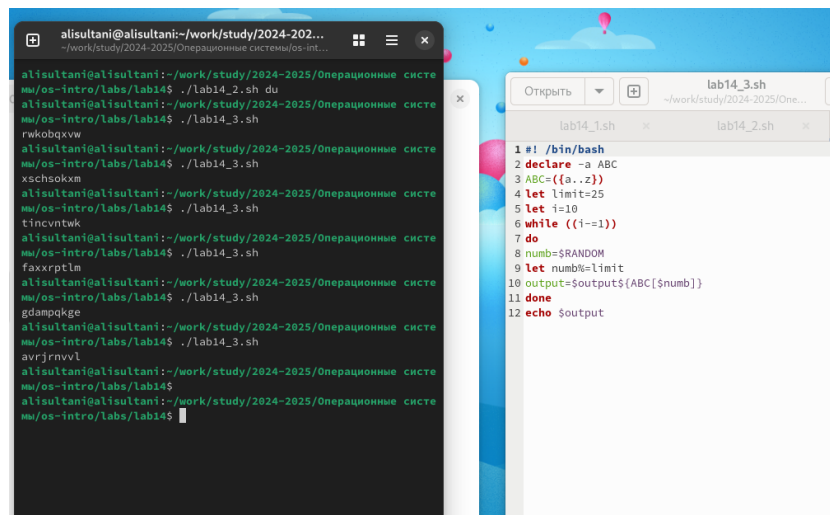 alisultani@alisultani:~/work/study/2024-202...
~/work/study/2024-2025/Операционные системы/os-int...
alisultani@alisultani:~/work/study/2024-2025/Операционные систе
мы/os-intro/labs/lab14$ ./lab14_2.sh du
alisultani@alisultani:~/work/study/2024-2025/Операционные систе
мы/os-intro/labs/lab14$ ./lab14_3.sh
rwkobqxvw
alisultani@alisultani:~/work/study/2024-2025/Операционные систе
мы/os-intro/labs/lab14$ ./lab14_3.sh
xschsokxm
alisultani@alisultani:~/work/study/2024-2025/Операционные систе
мы/os-intro/labs/lab14$ ./lab14_3.sh
tincvntwk
alisultani@alisultani:~/work/study/2024-2025/Операционные систе
мы/os-intro/labs/lab14$ ./lab14_3.sh
faxxrptlm
alisultani@alisultani:~/work/study/2024-2025/Операционные систе
мы/os-intro/labs/lab14$ ./lab14_3.sh
gdampqkge
alisultani@alisultani:~/work/study/2024-2025/Операционные систе
мы/os-intro/labs/lab14$ ./lab14_3.sh
avrjrnvvl
alisultani@alisultani:~/work/study/2024-2025/Операционные систе
мы/os-intro/labs/lab14$
alisultani@alisultani:~/work/study/2024-2025/Операционные систе
мы/os-intro/labs/lab14$
Открыть
lab14_3.sh
~/work/study/2024-2025/Опе...
lab14_1.sh
lab14_2.sh
1 #! /bin/bash
2 declare -a ABC
3 ABC=({a..z})
4 let limit=25
5 let i=10
6 while ((i-=1))
7 do
8 numb=$RANDOM
9 let numb%=limit
10 output=$output${ABC[$numb]}
11 done
12 echo $output